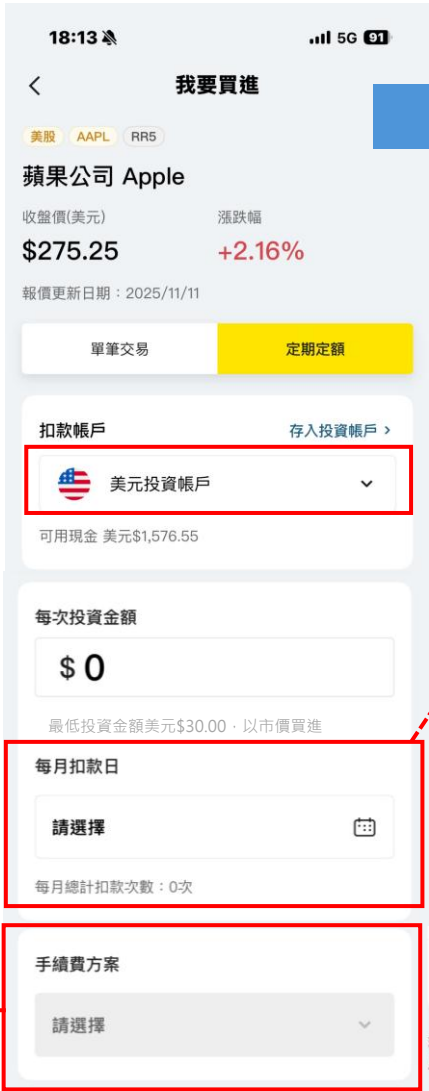 18:13 5G 91
我要買進
美股 AAPL RR5
蘋果公司 Apple
收盤價(美元) 漲跌幅
$275.25 +2.16%
報價更新日期：2025/11/11
單筆交易 定期定額
扣款帳戶 存入投資帳戶 >
美元投資帳戶
可用現金 美元$1,576.55
每次投資金額
$ 0
最低投資金額美元$30.00，以市價買進
每月扣款日
請選擇
每月總計扣款次數：0次
手續費方案
請選擇